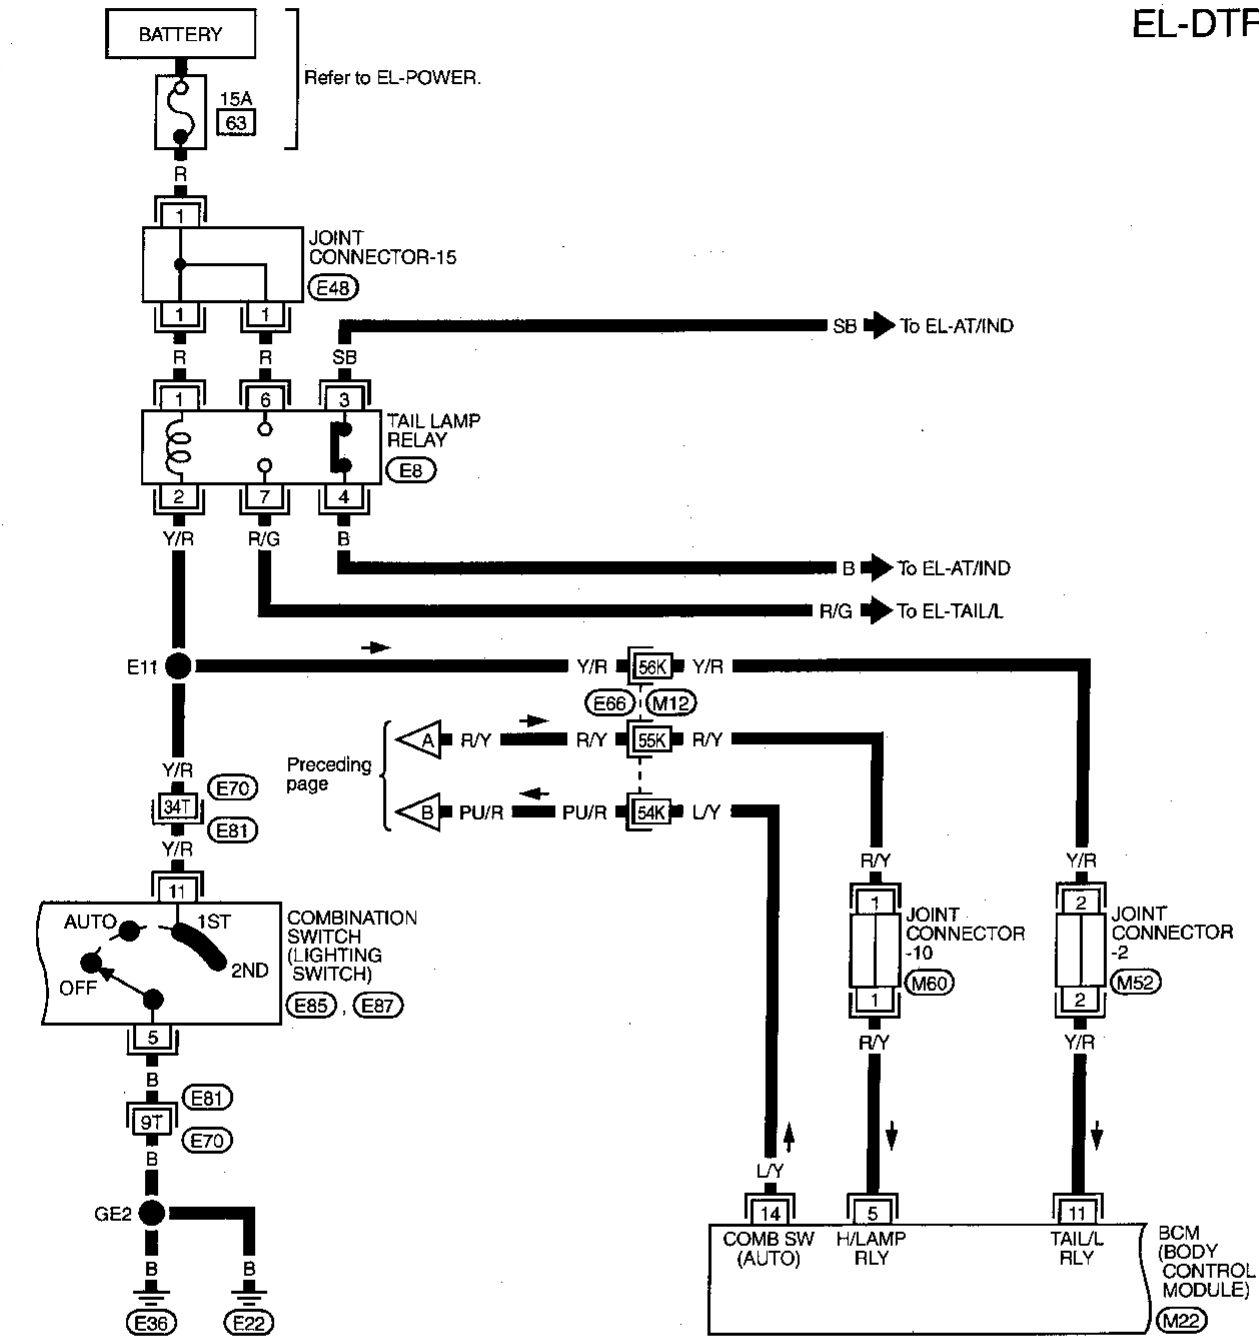 EL-DTR
BATTERY
Refer to EL-POWER.
15A
63
R
1
JOINT
CONNECTOR-15
E48
1 1
R R SB
SB To EL-AT/IND
1 6 3
TAIL LAMP
RELAY
E8
2 7 4
Y/R R/G B
B To EL-AT/IND
R/G To EL-TAIL/L
E11
Y/R 56K Y/R
E66 M12
Preceding
page
A R/Y R/Y 55K R/Y
B PU/R PU/R 54K L/Y
Y/R
E70
34T
E81
Y/R
11
AUTO 1ST
OFF 2ND
COMBINATION
SWITCH
(LIGHTING
SWITCH)
E85 , E87
5
B
E81
9T
E70
B
GE2
B B
E36 E22
R/Y Y/R
1 2
JOINT
CONNECTOR
-10
M60
JOINT
CONNECTOR
-2
M52
1 2
R/Y Y/R
L/Y
14 5 11
COMB SW
(AUTO)
H/LAMP
RLY
TAIL/L
RLY
BCM
(BODY
CONTROL
MODULE)
M22